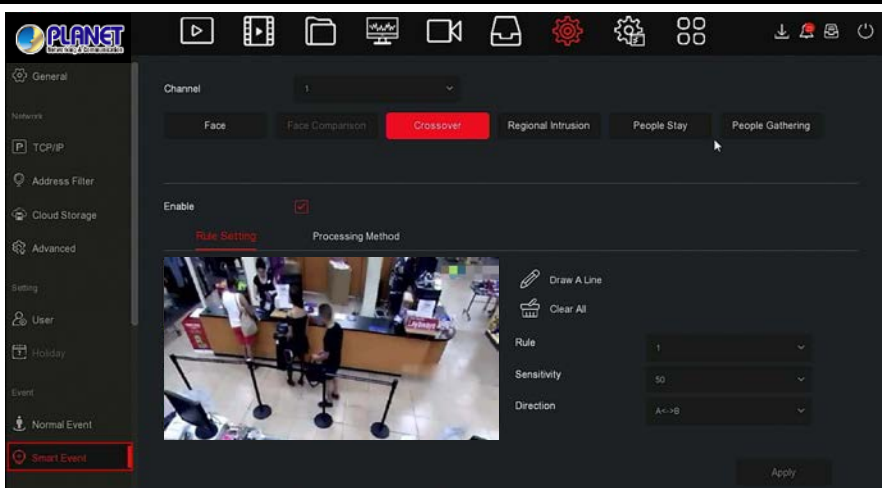 PLANET
Networking & Communication
General
Channel
1
Network
Face
Face Comparison
Crossover
Regional Intrusion
People Stay
People Gathering
P TCP/IP
Address Filter
Enable
Cloud Storage
Rule Setting
Processing Method
Advanced
Draw A Line
Setting
Clear All
User
Rule
1
Holiday
Sensitivity
50
Event
Direction
A<->B
Normal Event
Smart Event
Apply